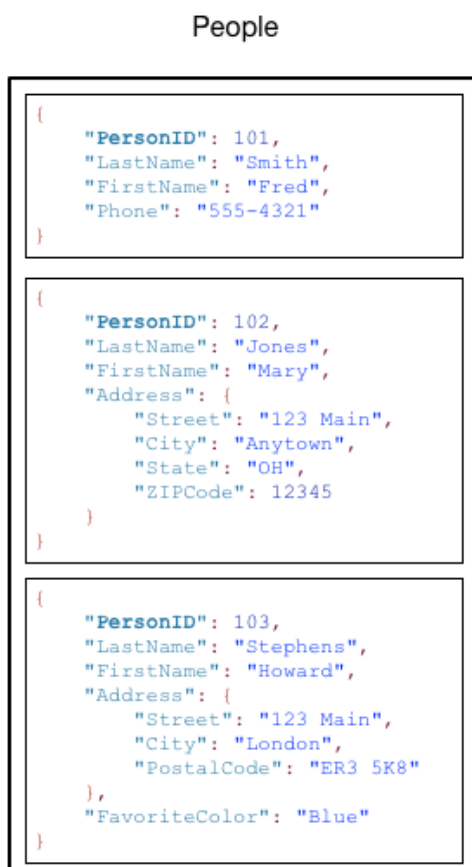 People
{
"PersonID": 101,
"LastName": "Smith",
"FirstName": "Fred",
"Phone": "555-4321"
}
{
"PersonID": 102,
"LastName": "Jones",
"FirstName": "Mary",
"Address": {
"Street": "123 Main",
"City": "Anytown",
"State": "OH",
"ZIPCode": 12345
}
}
{
"PersonID": 103,
"LastName": "Stephens",
"FirstName": "Howard",
"Address": {
"Street": "123 Main",
"City": "London",
"PostalCode": "ER3 5K8"
},
"FavoriteColor": "Blue"
}